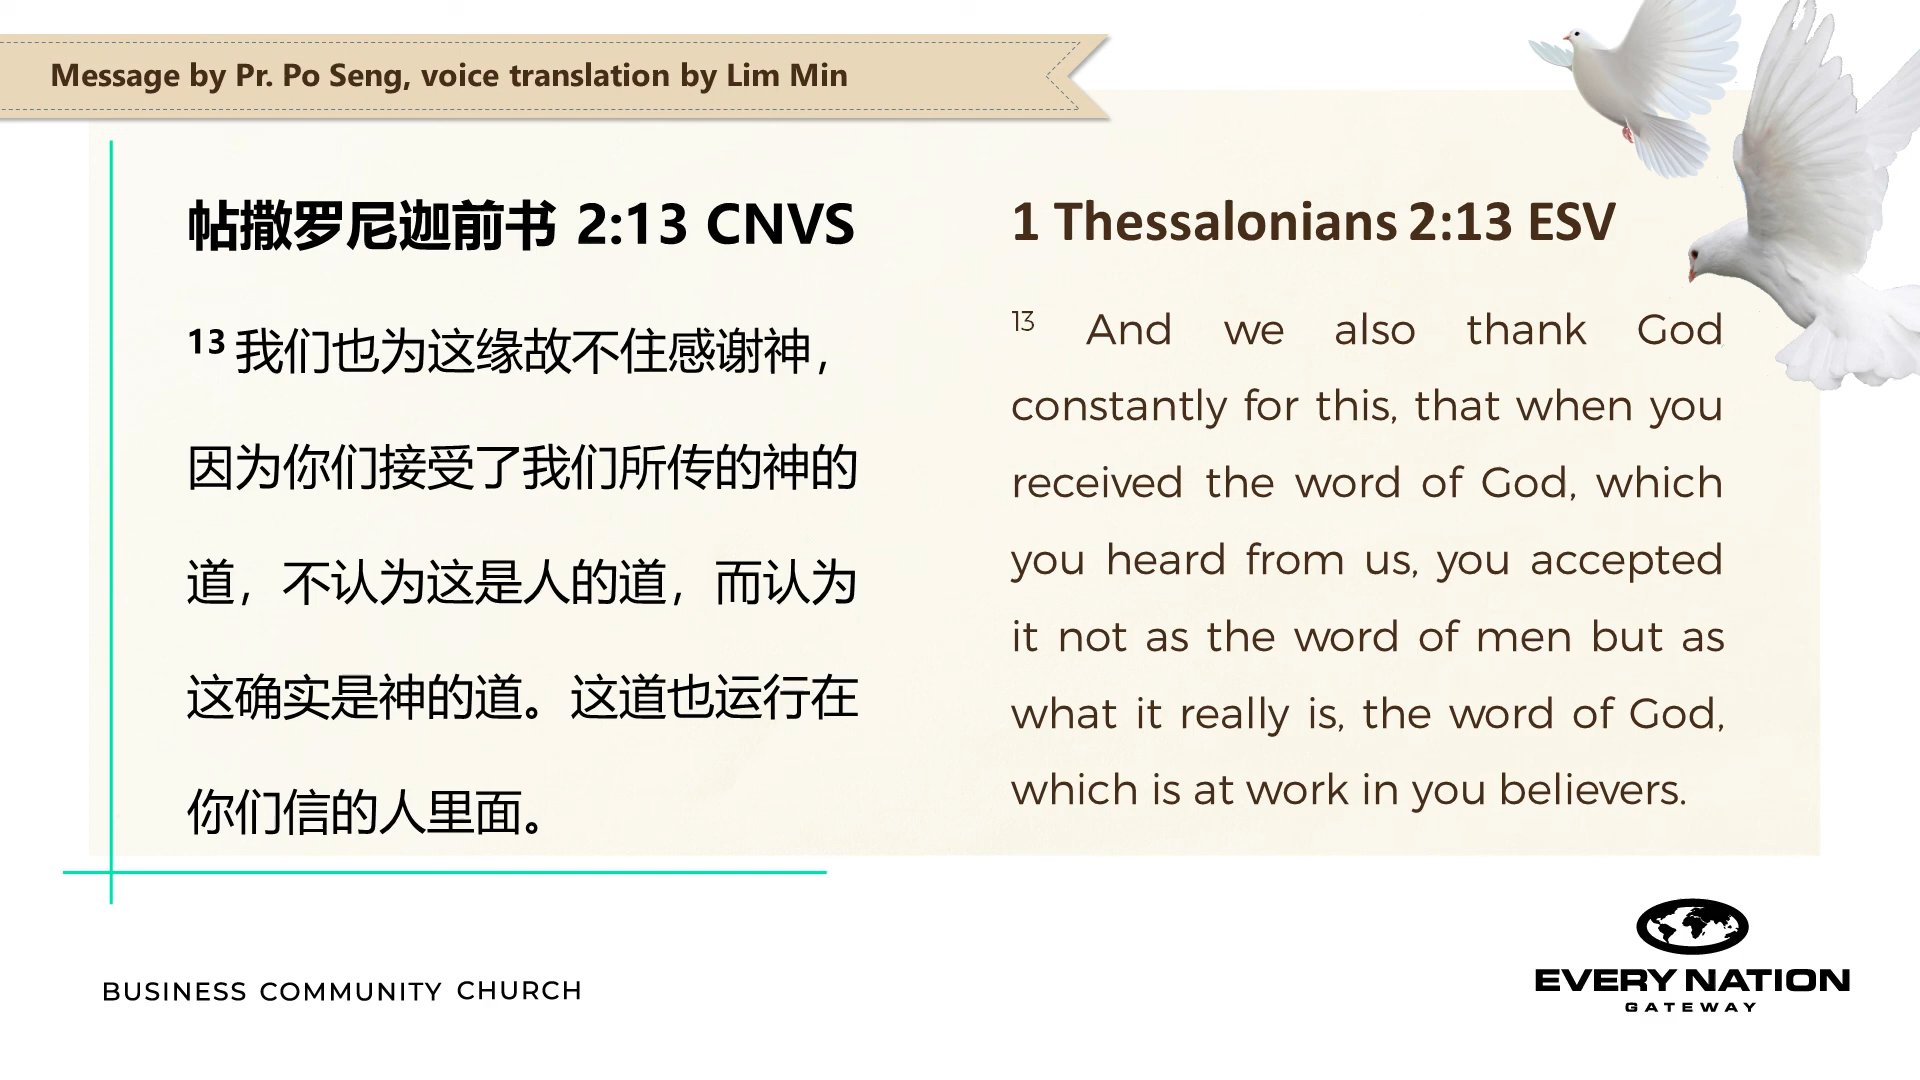 Message by Pr. Po Seng, voice translation by Lim Min
帖撒罗尼迦前书 2:13 CNVS
13 我们也为这缘故不住感谢神，
因为你们接受了我们所传的神的
道，不认为这是人的道，而认为
这确实是神的道。这道也运行在
你们信的人里面。
1 Thessalonians 2:13 ESV
13 And we also thank God
constantly for this, that when you
received the word of God, which
you heard from us, you accepted
it not as the word of men but as
what it really is, the word of God,
which is at work in you believers.
BUSINESS COMMUNITY CHURCH
EVERY NATION
GATEWAY